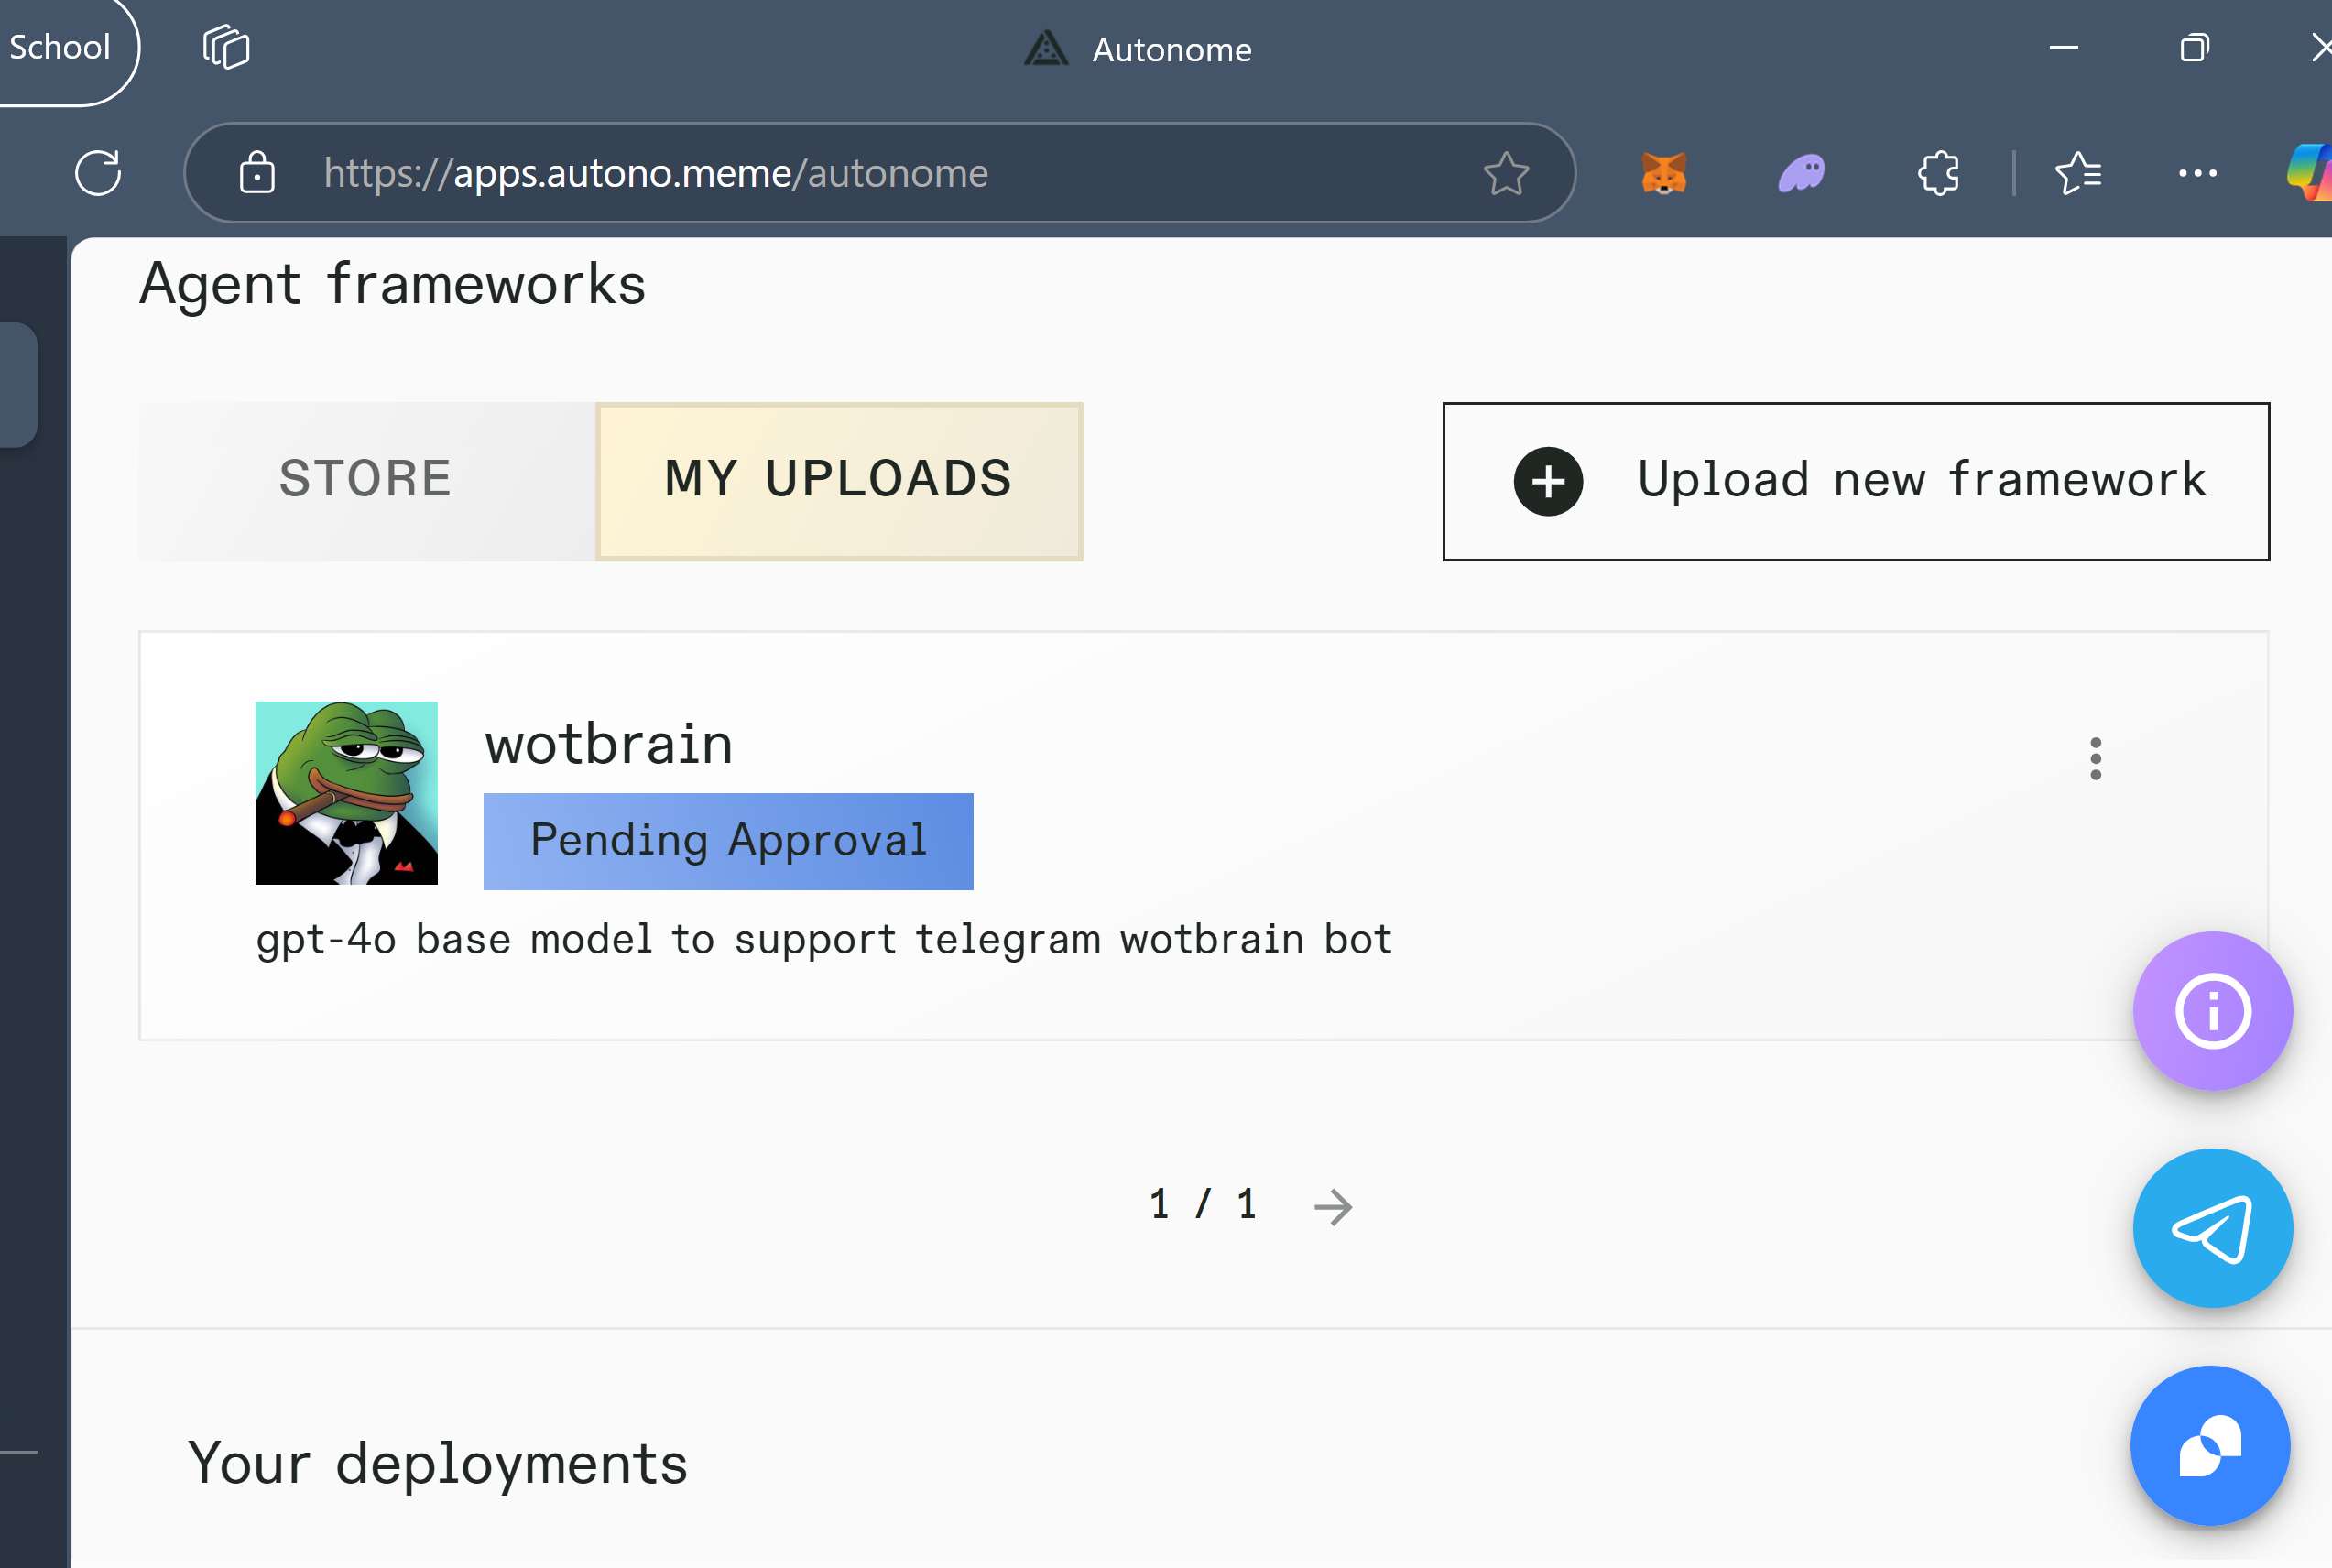 School
Autonome
https://apps.autono.meme/autonome
Agent frameworks
STORE
MY UPLOADS
Upload new framework
wotbrain
Pending Approval
gpt-4o base model to support telegram wotbrain bot
1 / 1
Your deployments